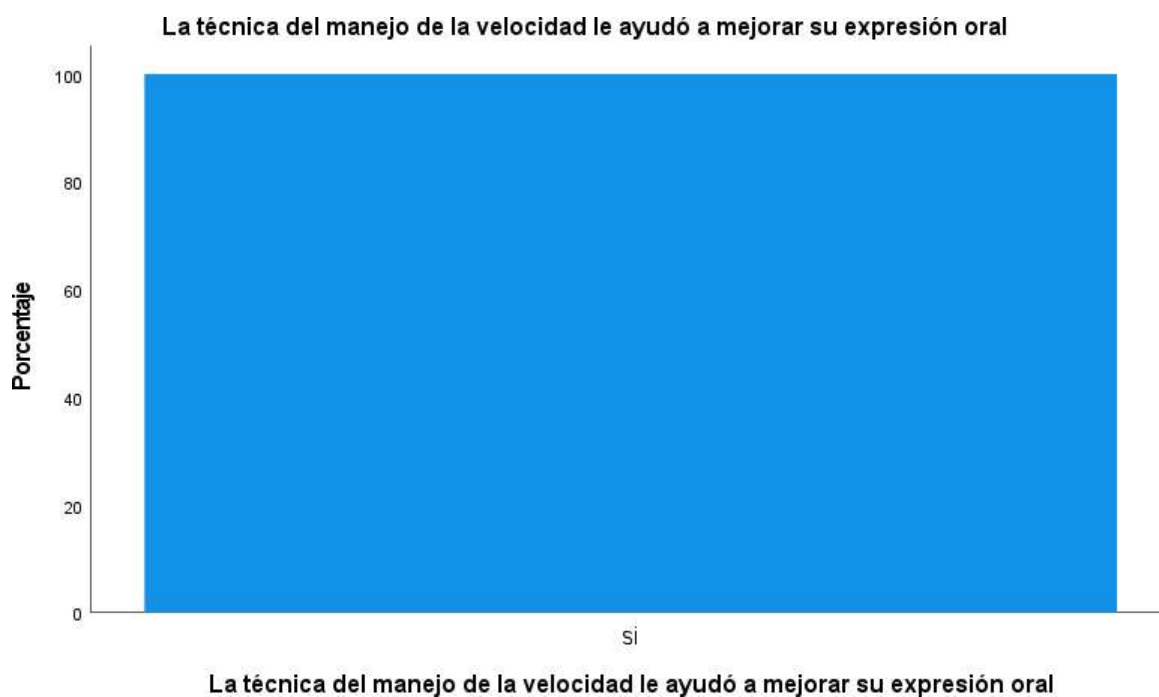 La técnica del manejo de la velocidad le ayudó a mejorar su expresión oral
100
80
60
40
20
0
Porcentaje
si
La técnica del manejo de la velocidad le ayudó a mejorar su expresión oral